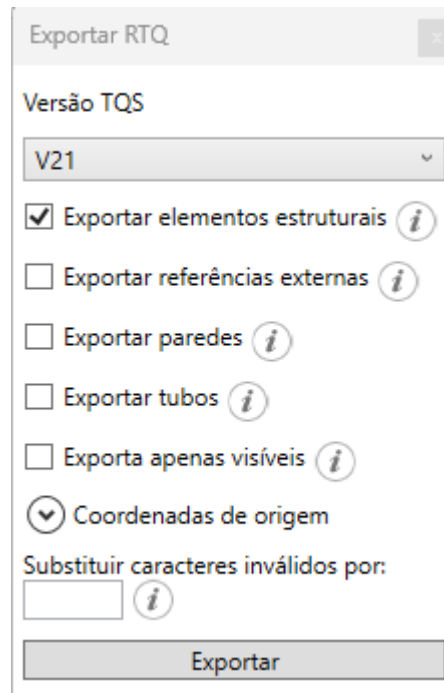 Exportar RTQ
Versão TQS
V21
Exportar elementos estruturais
Exportar referências externas
Exportar paredes
Exportar tubos
Exporta apenas visíveis
Coordenadas de origem
Substituir caracteres inválidos por:
Exportar